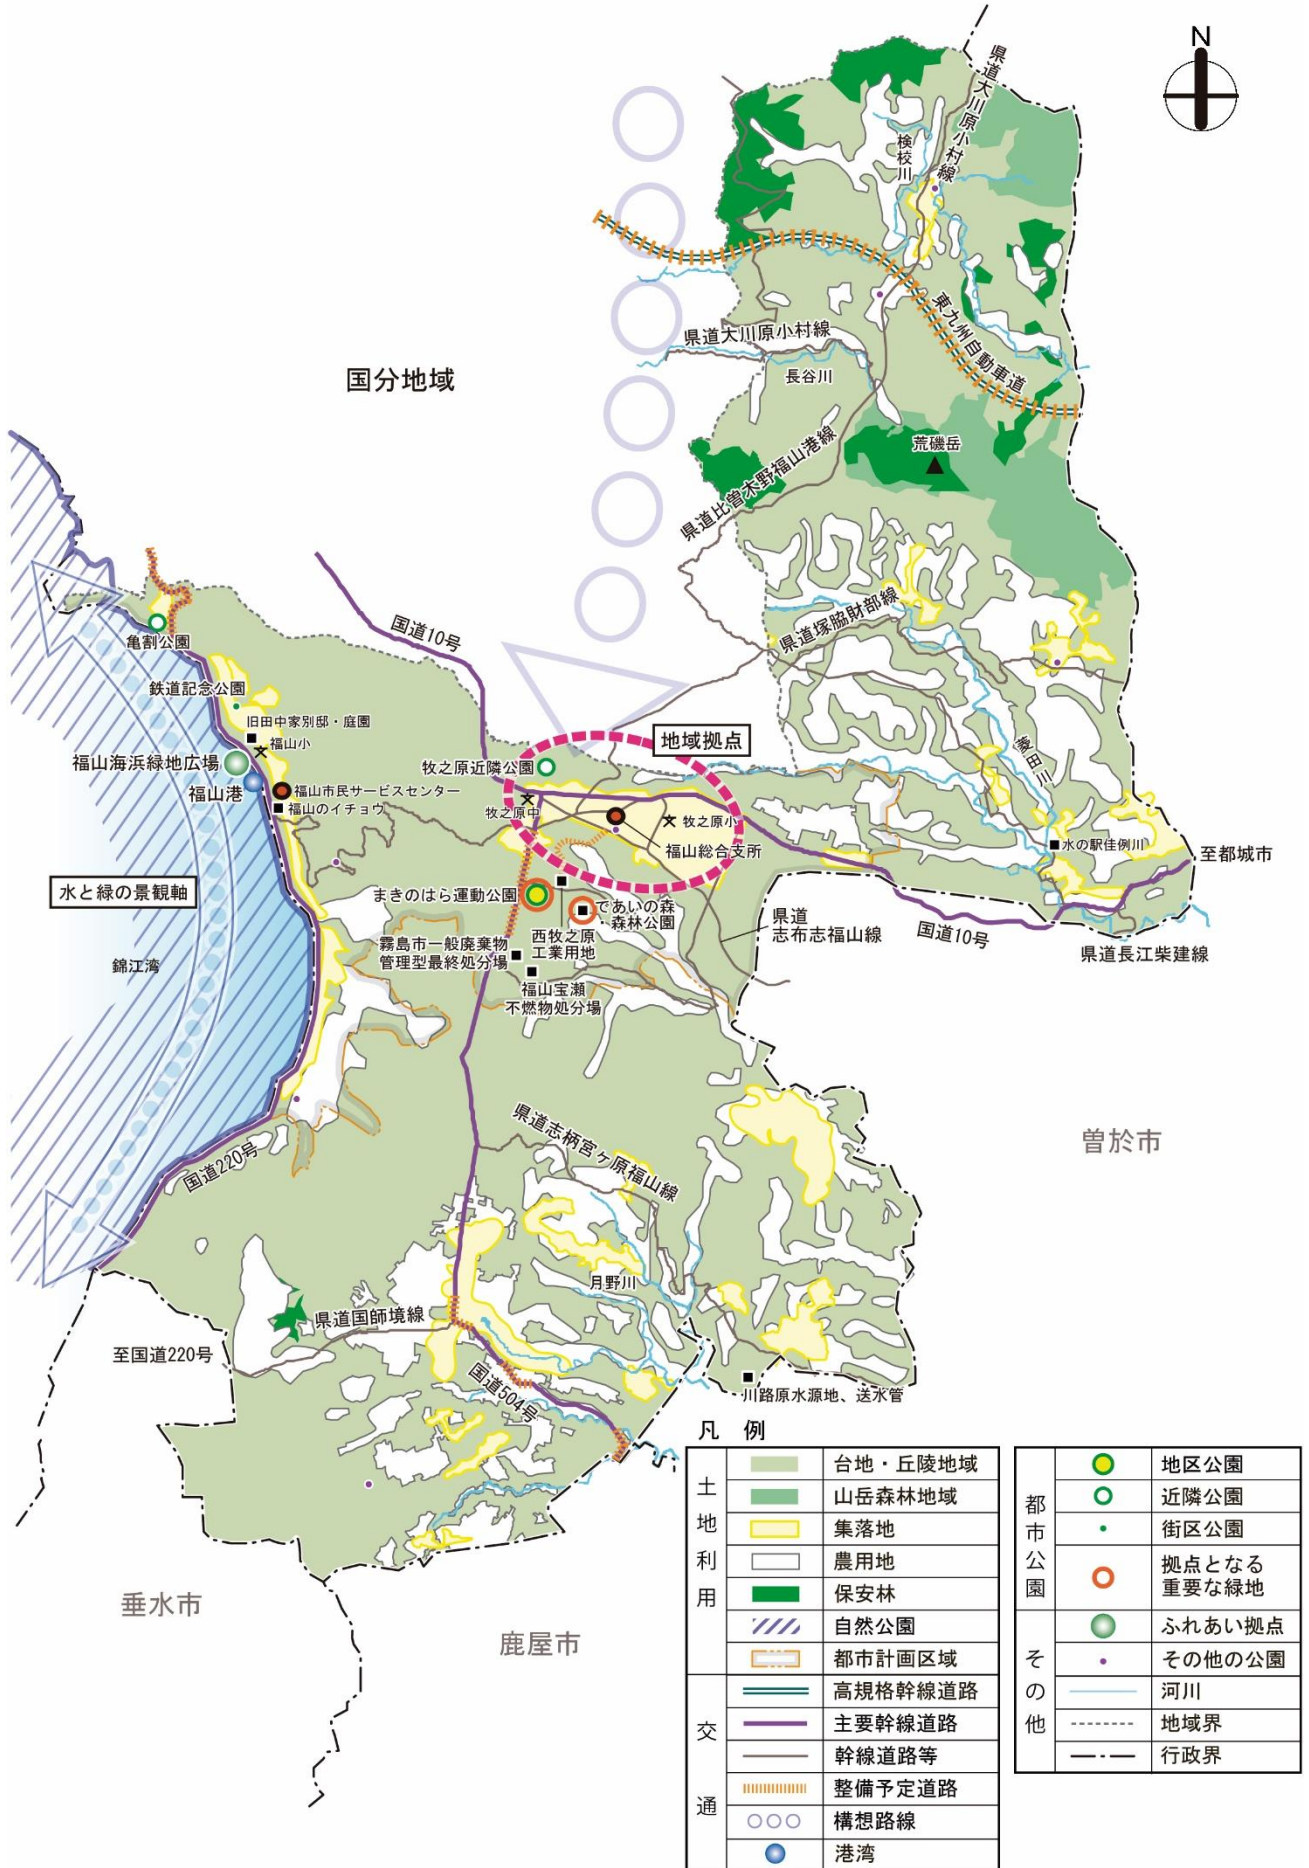 N
県道大川原小村線
検校川
東九州自動車道
県道大川原小村線
長谷川
国分地域
荒磯岳
県道比曽木野福山港線
県道塚脇財部線
国道10号
亀割公園
鉄道記念公園
旧田中家別邸・庭園
福山小
福山海浜緑地広場
福山港
福山市民サービスセンター
福山のイチョウ
地域拠点
牧之原近隣公園
牧之原中
牧之原小
福山総合支所
菱田川
水の駅佳例川
至都城市
水と緑の景観軸
錦江湾
まきのはら運動公園
であいの森
森林公園
西牧之原
工業用地
霧島市一般廃棄物
管理型最終処分場
福山宝瀬
不燃物処分場
県道
志布志福山線
国道10号
県道長江柴建線
曽於市
国道220号
県道志柄宮ヶ原福山線
月野川
県道国師境線
至国道220号
国道504号
川路原水源地、送水管
垂水市
鹿屋市
凡 例
土地利用
台地・丘陵地域
山岳森林地域
集落地
農用地
保安林
自然公園
都市計画区域
交通
高規格幹線道路
主要幹線道路
幹線道路等
整備予定道路
構想路線
港湾
都市公園
地区公園
近隣公園
街区公園
拠点となる
重要な緑地
その他
ふれあい拠点
その他の公園
河川
地域界
行政界